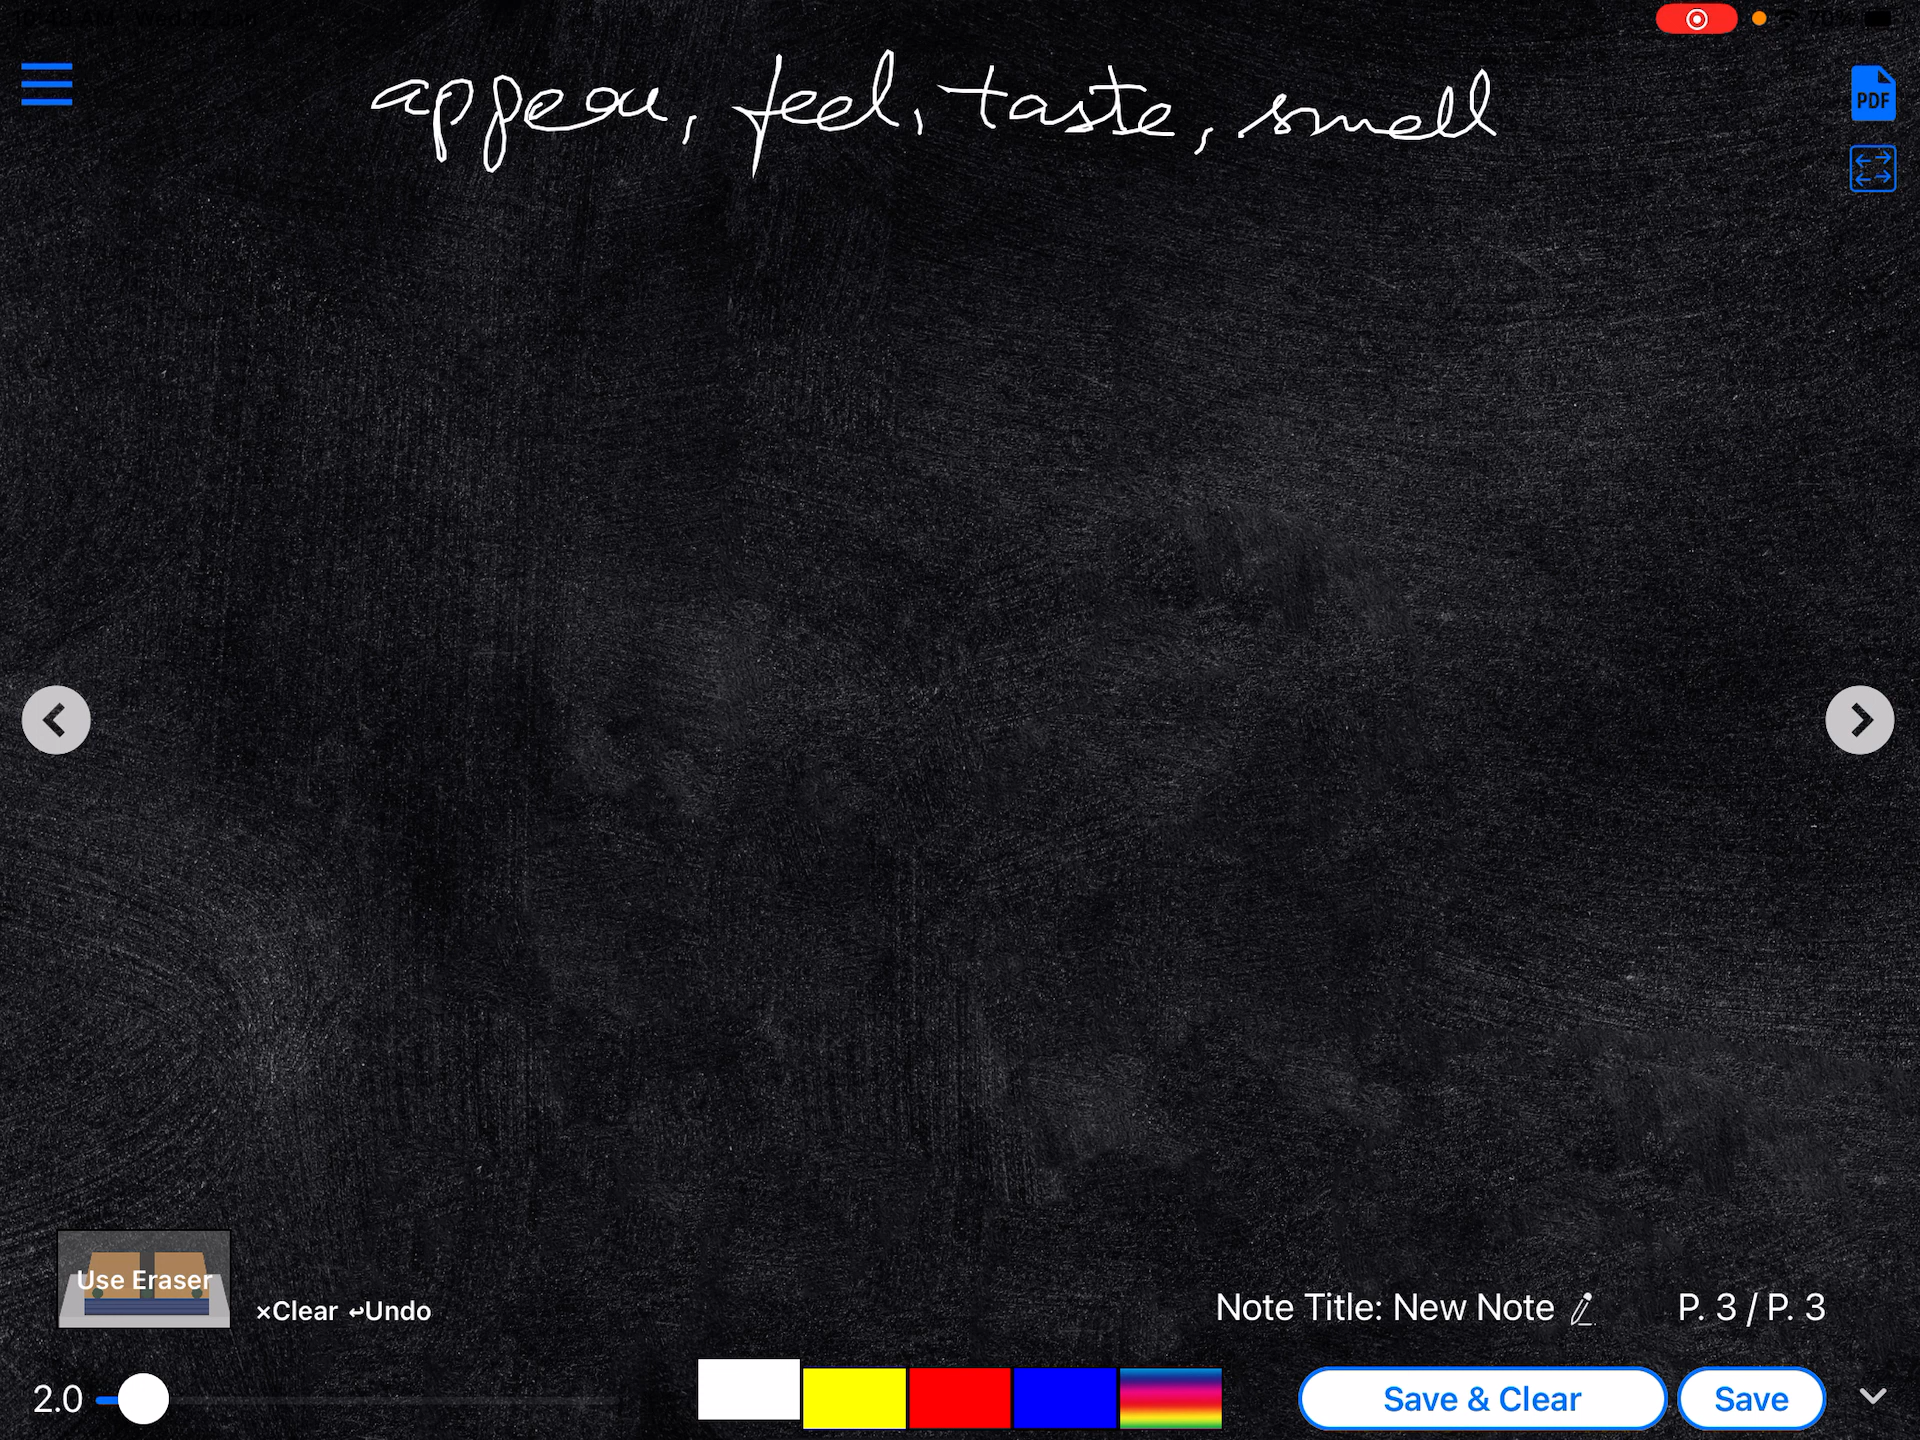 appear, feel, taste, smell
PDF
Use Eraser
×Clear ↩Undo
Note Title: New Note
P. 3 / P. 3
2.0
Save & Clear
Save